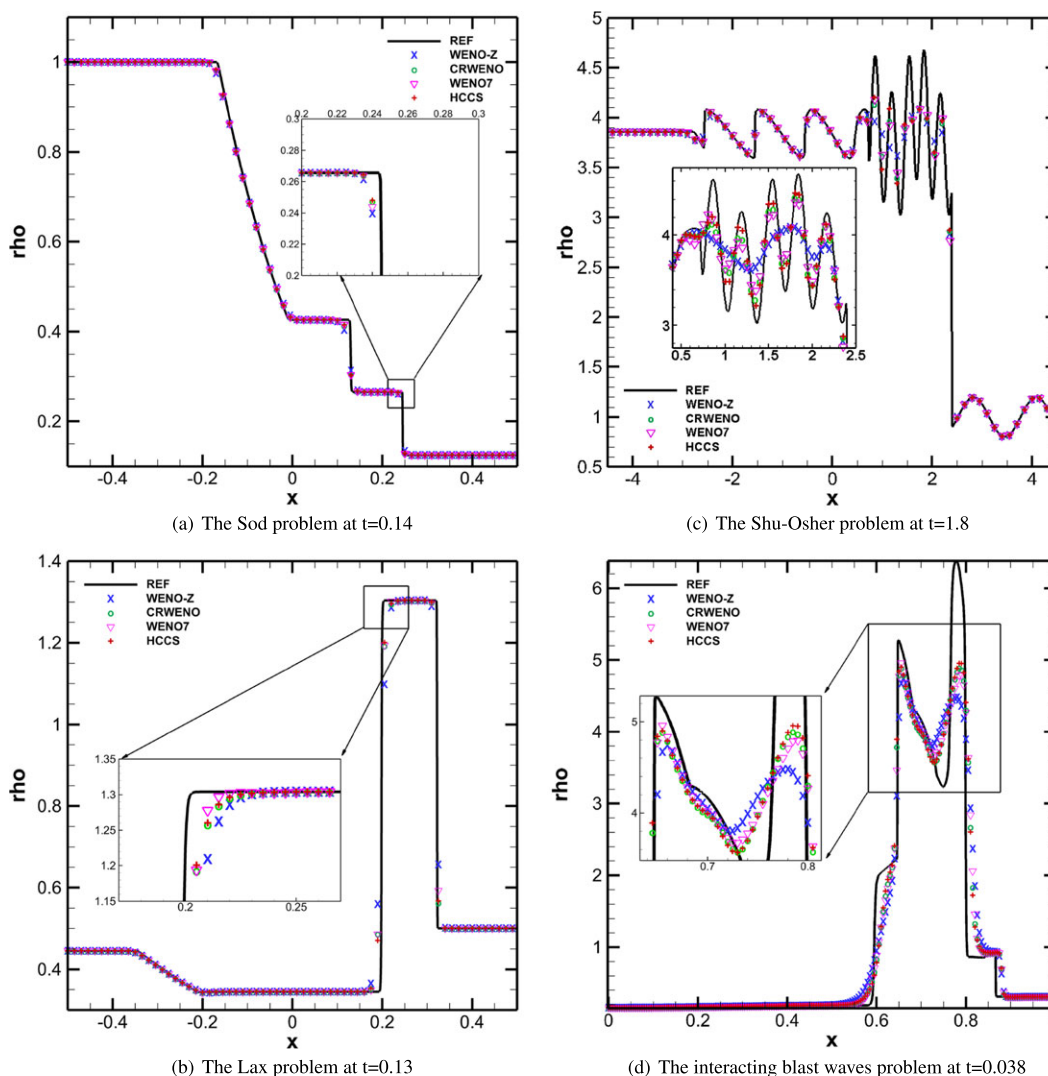 REF
WENO-Z
CRWENO
WENO7
HCCS
1
0.8
0.6
0.4
0.2
rho
0.2 0.22 0.24 0.26 0.28 0.3
0.3
0.28
0.26
0.24
0.22
0.2
-0.4 -0.2 0 0.2 0.4
x
(a) The Sod problem at t=0.14
5
4.5
4
3.5
3
2.5
2
1.5
1
0.5
rho
4
3
0.5 1 1.5 2 2.5
REF
WENO-Z
CRWENO
WENO7
HCCS
-4 -2 0 2 4
x
(c) The Shu-Osher problem at t=1.8
1.4
1.2
1
0.8
0.6
0.4
rho
REF
WENO-Z
CRWENO
WENO7
HCCS
1.35
1.3
1.25
1.2
1.15
0.2 0.25
-0.4 -0.2 0 0.2 0.4
x
(b) The Lax problem at t=0.13
6
5
4
3
2
1
rho
REF
WENO-Z
CRWENO
WENO7
HCCS
5
4
0.7 0.8
0 0.2 0.4 0.6 0.8
x
(d) The interacting blast waves problem at t=0.038